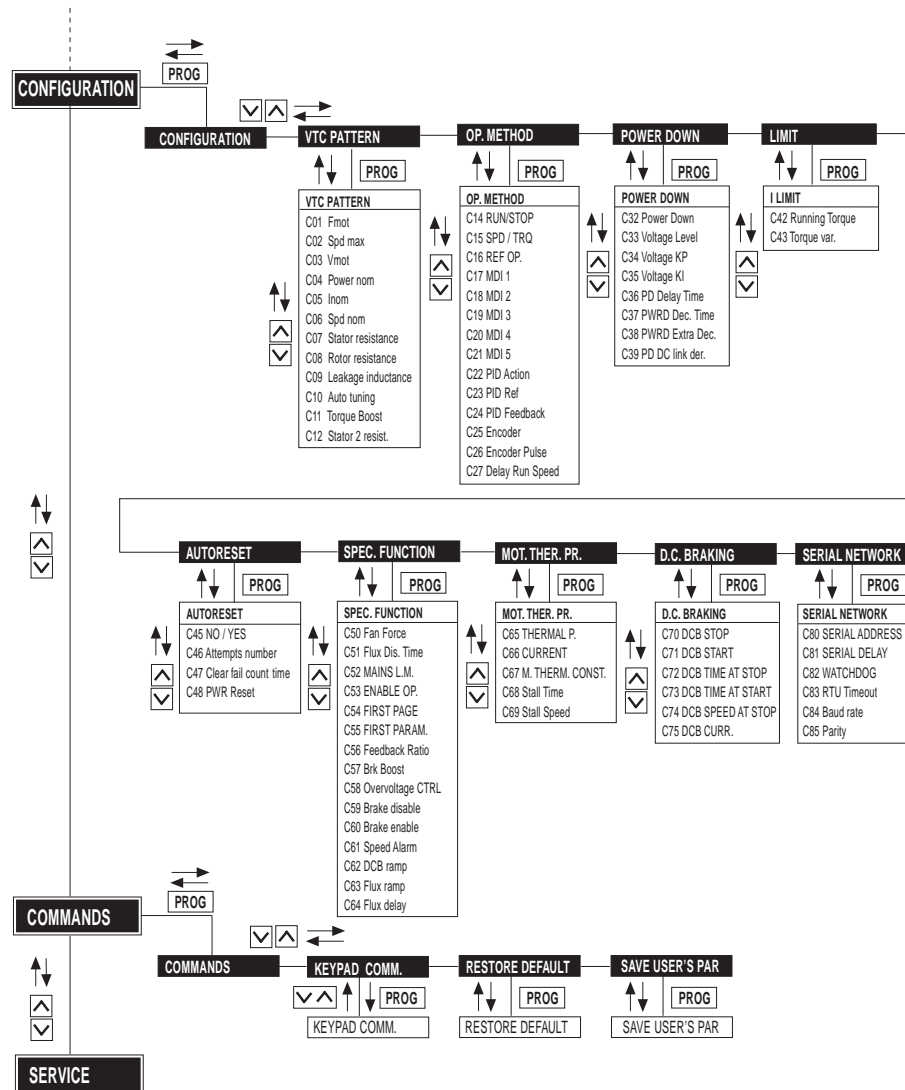 PROG
CONFIGURATION
CONFIGURATION
VTC PATTERN
OP. METHOD
POWER DOWN
LIMIT
PROG
PROG
PROG
PROG
VTC PATTERN
C01 Fmot
C02 Spd max
C03 Vmot
C04 Power nom
C05 Inom
C06 Spd nom
C07 Stator resistance
C08 Rotor resistance
C09 Leakage inductance
C10 Auto tuning
C11 Torque Boost
C12 Stator 2 resist.
OP. METHOD
C14 RUN/STOP
C15 SPD / TRQ
C16 REF OP.
C17 MDI 1
C18 MDI 2
C19 MDI 3
C20 MDI 4
C21 MDI 5
C22 PID Action
C23 PID Ref
C24 PID Feedback
C25 Encoder
C26 Encoder Pulse
C27 Delay Run Speed
POWER DOWN
C32 Power Down
C33 Voltage Level
C34 Voltage KP
C35 Voltage KI
C36 PD Delay Time
C37 PWRD Dec. Time
C38 PWRD Extra Dec.
C39 PD DC link der.
I LIMIT
C42 Running Torque
C43 Torque var.
AUTORESET
SPEC. FUNCTION
MOT. THER. PR.
D.C. BRAKING
SERIAL NETWORK
PROG
PROG
PROG
PROG
PROG
AUTORESET
C45 NO / YES
C46 Attempts number
C47 Clear fail count time
C48 PWR Reset
SPEC. FUNCTION
C50 Fan Force
C51 Flux Dis. Time
C52 MAINS L.M.
C53 ENABLE OP.
C54 FIRST PAGE
C55 FIRST PARAM.
C56 Feedback Ratio
C57 Brk Boost
C58 Overvoltage CTRL
C59 Brake disable
C60 Brake enable
C61 Speed Alarm
C62 DCB ramp
C63 Flux ramp
C64 Flux delay
MOT. THER. PR.
C65 THERMAL P.
C66 CURRENT
C67 M. THERM. CONST.
C68 Stall Time
C69 Stall Speed
D.C. BRAKING
C70 DCB STOP
C71 DCB START
C72 DCB TIME AT STOP
C73 DCB TIME AT START
C74 DCB SPEED AT STOP
C75 DCB CURR.
SERIAL NETWORK
C80 SERIAL ADDRESS
C81 SERIAL DELAY
C82 WATCHDOG
C83 RTU Timeout
C84 Baud rate
C85 Parity
PROG
COMMANDS
COMMANDS
KEYPAD COMM.
RESTORE DEFAULT
SAVE USER'S PAR
PROG
PROG
PROG
KEYPAD COMM.
RESTORE DEFAULT
SAVE USER'S PAR
SERVICE